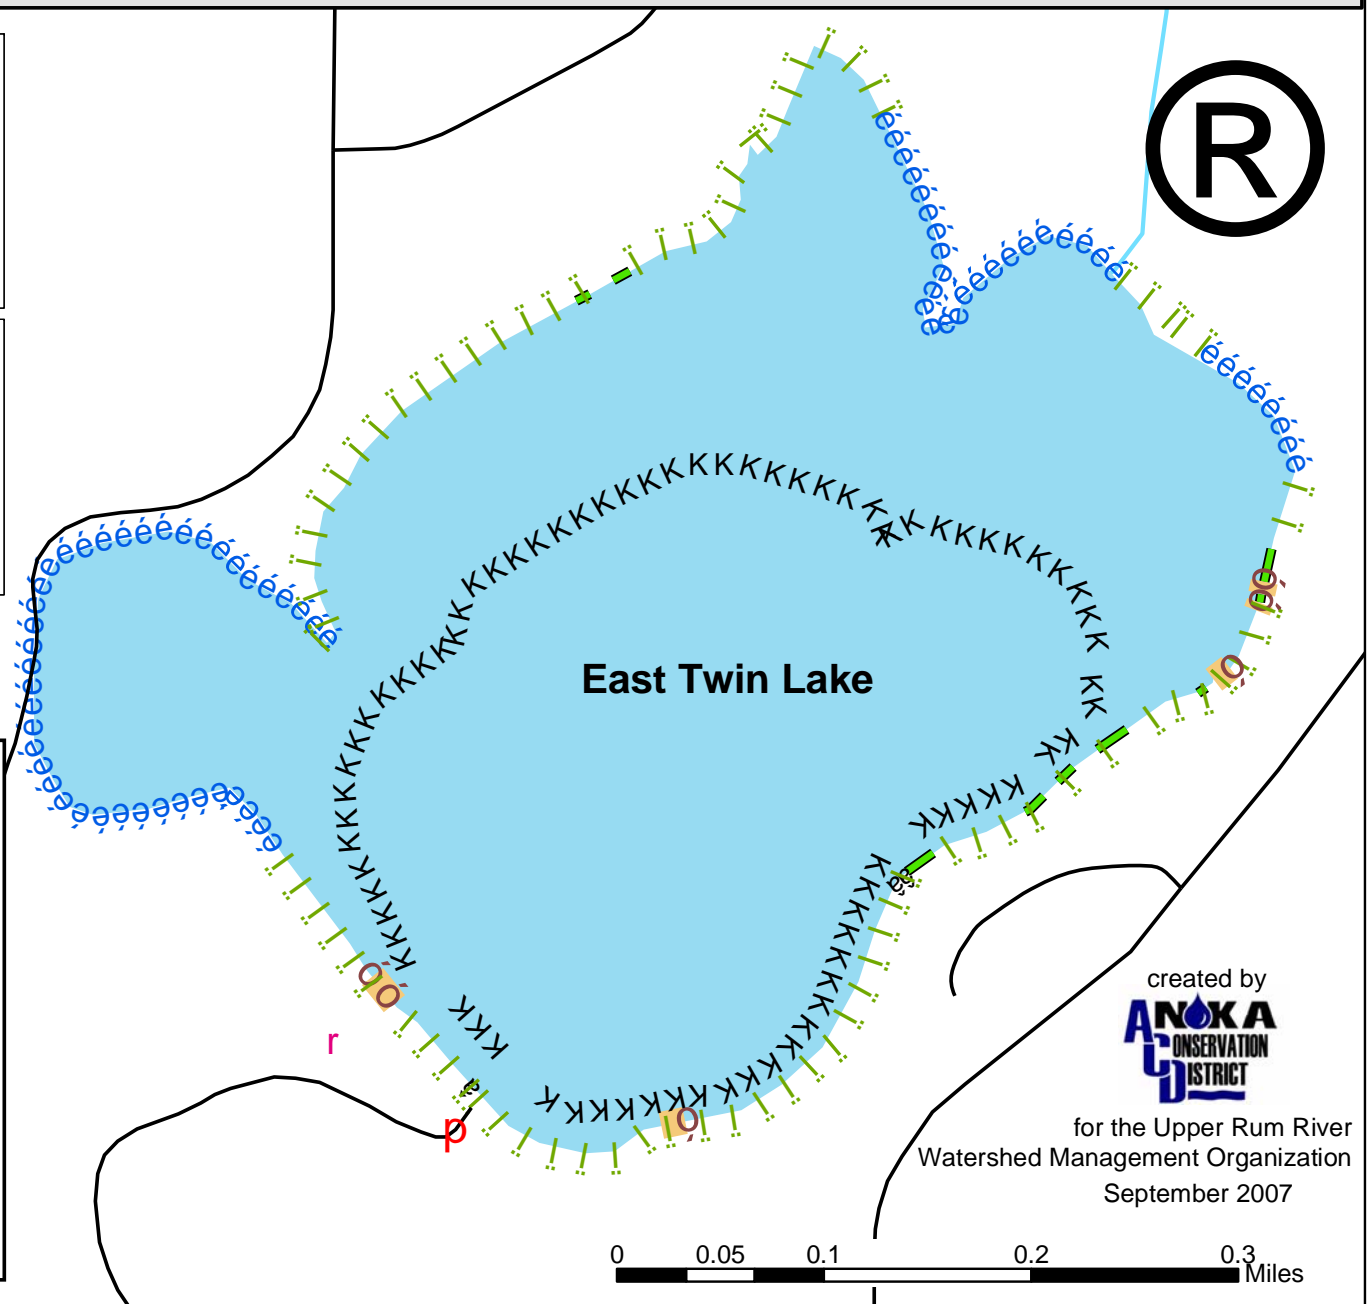 R
East Twin Lake
r
p
created by
ANOKA
CONSERVATION
DISTRICT
for the Upper Rum River
Watershed Management Organization
September 2007
0 0.05 0.1 0.2 0.3
Miles